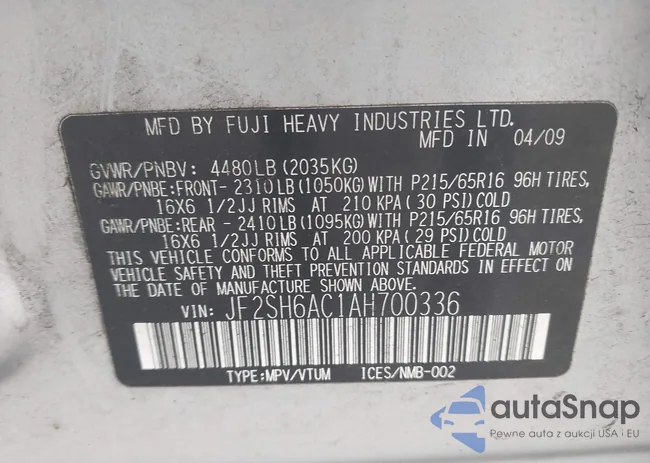 MFD BY FUJI HEAVY INDUSTRIES LTD.
MFD IN 04/09
GVWR/PNBV: 4480LB(2035KG)
GAWR/PNBE:FRONT-2310LB(1050KG)WITH P215/65R16 96H TIRES,
16X6 1/2JJ RIMS AT 210 KPA(30 PSI)COLD
GAWR/PNBE:REAR -2410LB(1095KG)WITH P215/65R16 96H TIRES,
16X6 1/2JJ RIMS AT 200 KPA(29 PSI)COLD
THIS VEHICLE CONFORMS TO ALL APPLICABLE FEDERAL MOTOR
VEHICLE SAFETY AND THEFT PREVENTION STANDARDS IN EFFECT
ON THE DATE OF MANUFACTURE SHOWN ABOVE.
VIN: JF2SH6AC1AH700336
TYPE:MPV/VTUM ICES/NMB-002
autaSnap
Pewne auta z aukcji USA i EU